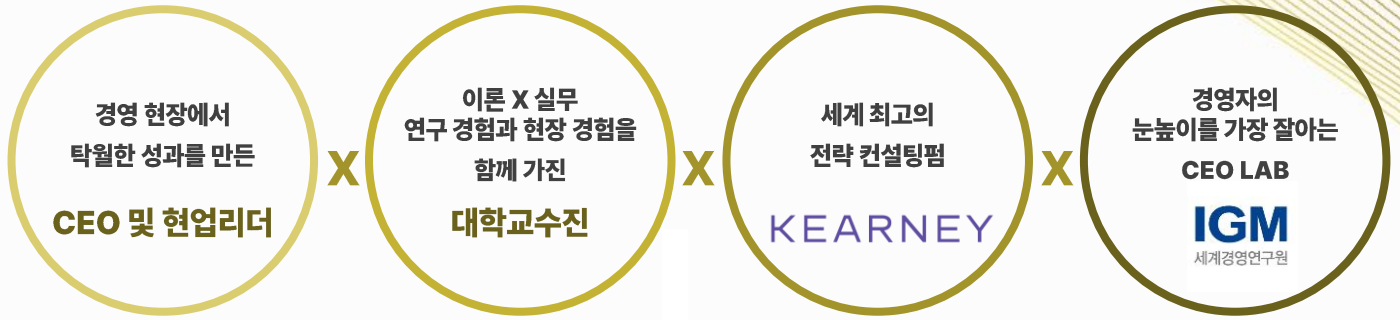 경영 현장에서
탁월한 성과를 만든
CEO 및 현업리더
X
이론 X 실무
연구 경험과 현장 경험을
함께 가진
대학교수진
X
세계 최고의
전략 컨설팅펌
KEARNEY
X
경영자의
눈높이를 가장 잘아는
CEO LAB
IGM
세계경영연구원